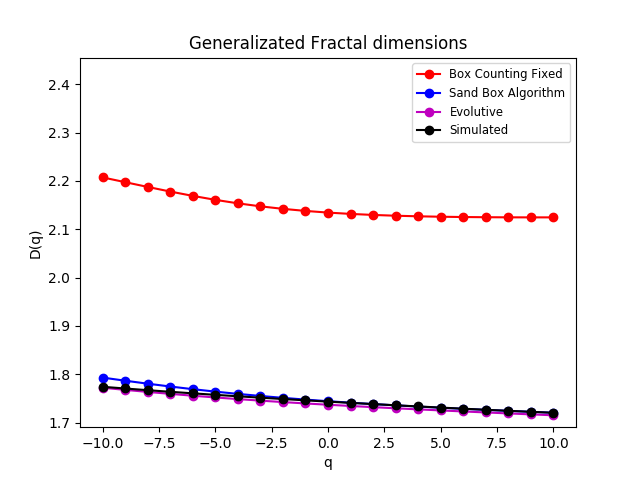 Generalizated Fractal dimensions
Box Counting Fixed
Sand Box Algorithm
Evolutive
Simulated
D(q)
2.4
2.3
2.2
2.1
2.0
1.9
1.8
1.7
−10.0 −7.5 −5.0 −2.5 0.0 2.5 5.0 7.5 10.0
q